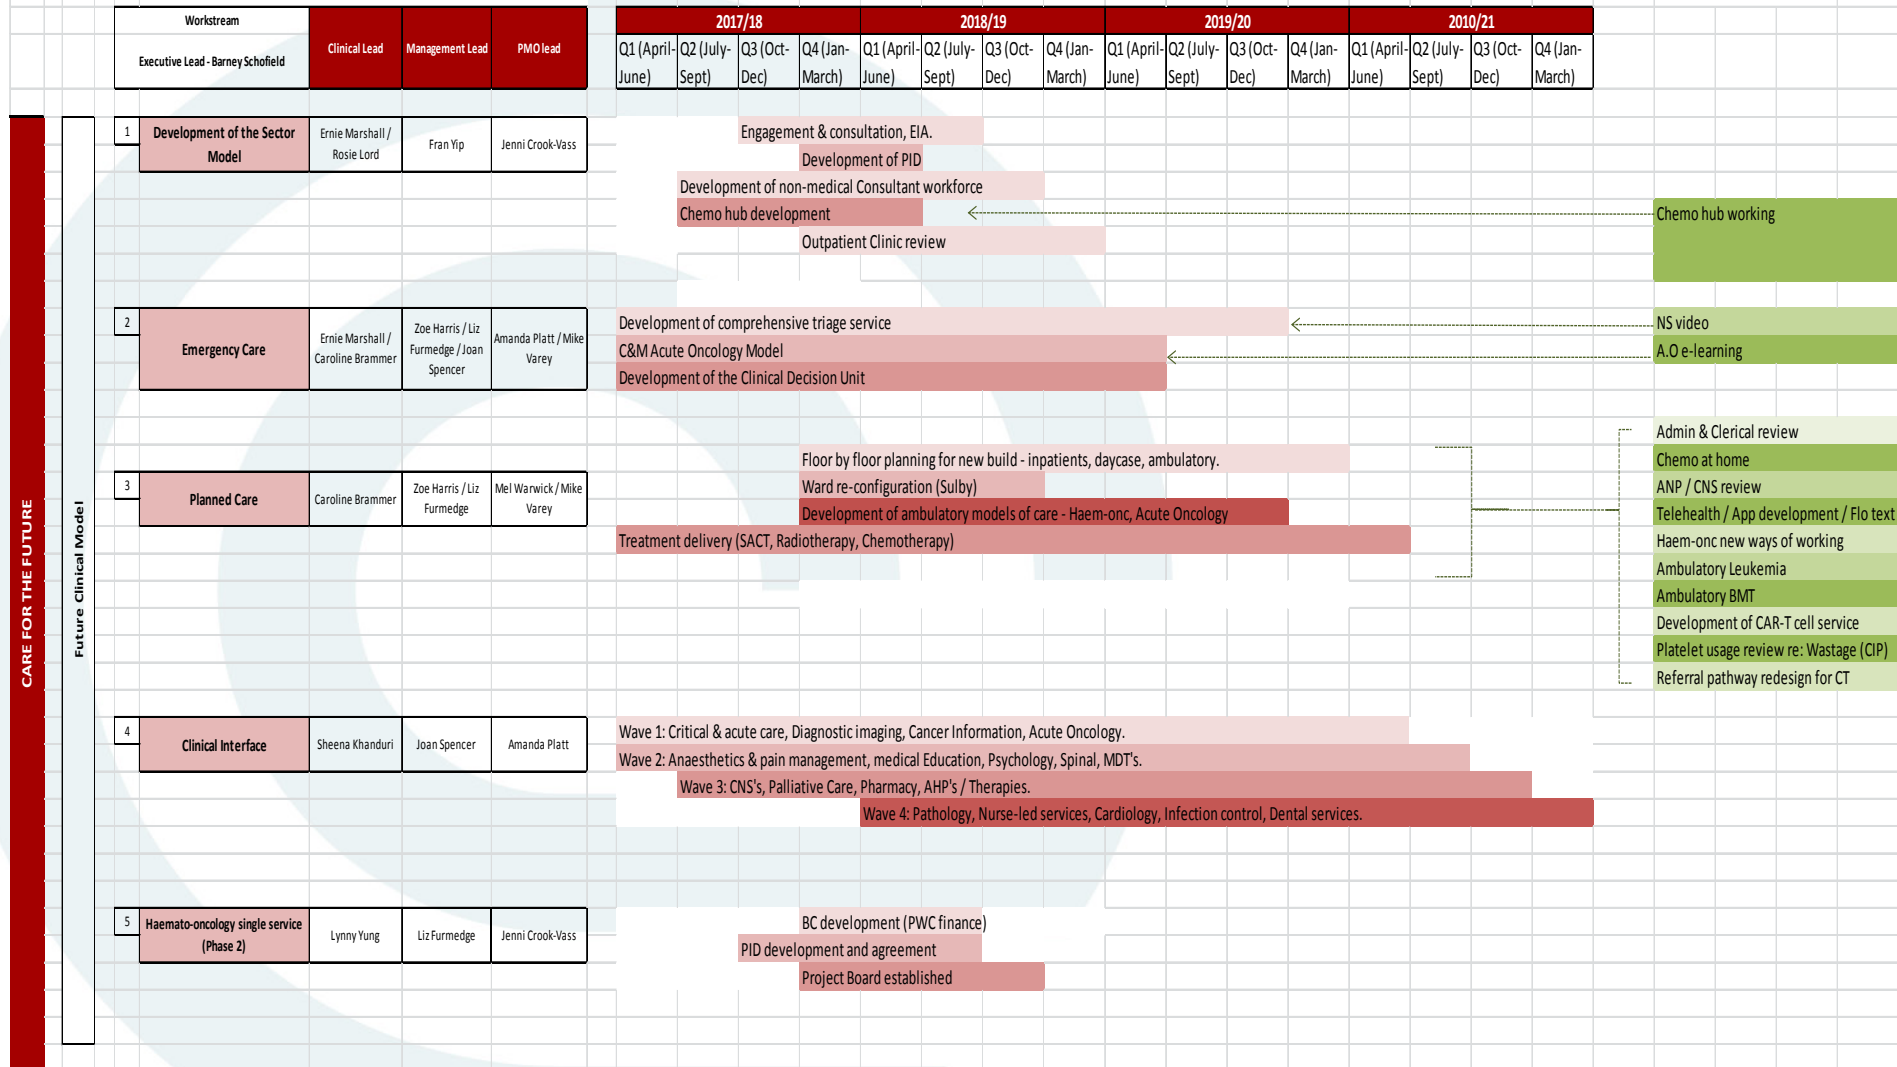 Workstream
Executive Lead - Barney Schofield
Clinical Lead
Management Lead
PMO lead
2017/18
2018/19
2019/20
2010/21
Q1 (April-June)
Q2 (July-Sept)
Q3 (Oct-Dec)
Q4 (Jan-March)
Q1 (April-June)
Q2 (July-Sept)
Q3 (Oct-Dec)
Q4 (Jan-March)
Q1 (April-June)
Q2 (July-Sept)
Q3 (Oct-Dec)
Q4 (Jan-March)
Q1 (April-June)
Q2 (July-Sept)
Q3 (Oct-Dec)
Q4 (Jan-March)
CARE FOR THE FUTURE
Future Clinical Model
1
Development of the Sector
Model
Ernie Marshall /
Rosie Lord
Fran Yip
Jenni Crook-Vass
Engagement & consultation, EIA.
Development of PID
Development of non-medical Consultant workforce
Chemo hub development
Chemo hub working
Outpatient Clinic review
2
Emergency Care
Ernie Marshall /
Caroline Brammer
Zoe Harris / Liz
Furmedge / Joan
Spencer
Amanda Platt / Mike
Varey
Development of comprehensive triage service
NS video
C&M Acute Oncology Model
A.O e-learning
Development of the Clinical Decision Unit
3
Planned Care
Caroline Brammer
Zoe Harris / Liz
Furmedge
Mel Warwick / Mike
Varey
Floor by floor planning for new build - inpatients, daycase, ambulatory.
Ward re-configuration (Sulby)
Development of ambulatory models of care - Haem-onc, Acute Oncology
Treatment delivery (SACT, Radiotherapy, Chemotherapy)
Admin & Clerical review
Chemo at home
ANP / CNS review
Telehealth / App development / Flo text
Haem-onc new ways of working
Ambulatory Leukemia
Ambulatory BMT
Development of CAR-T cell service
Platelet usage review re: Wastage (CIP)
Referral pathway redesign for CT
4
Clinical Interface
Sheena Khanduri
Joan Spencer
Amanda Platt
Wave 1: Critical & acute care, Diagnostic imaging, Cancer Information, Acute Oncology.
Wave 2: Anaesthetics & pain management, medical Education, Psychology, Spinal, MDT's.
Wave 3: CNS's, Palliative Care, Pharmacy, AHP's / Therapies.
Wave 4: Pathology, Nurse-led services, Cardiology, Infection control, Dental services.
5
Haemato-oncology single service
(Phase 2)
Lynny Yung
Liz Furmedge
Jenni Crook-Vass
BC development (PWC finance)
PID development and agreement
Project Board established